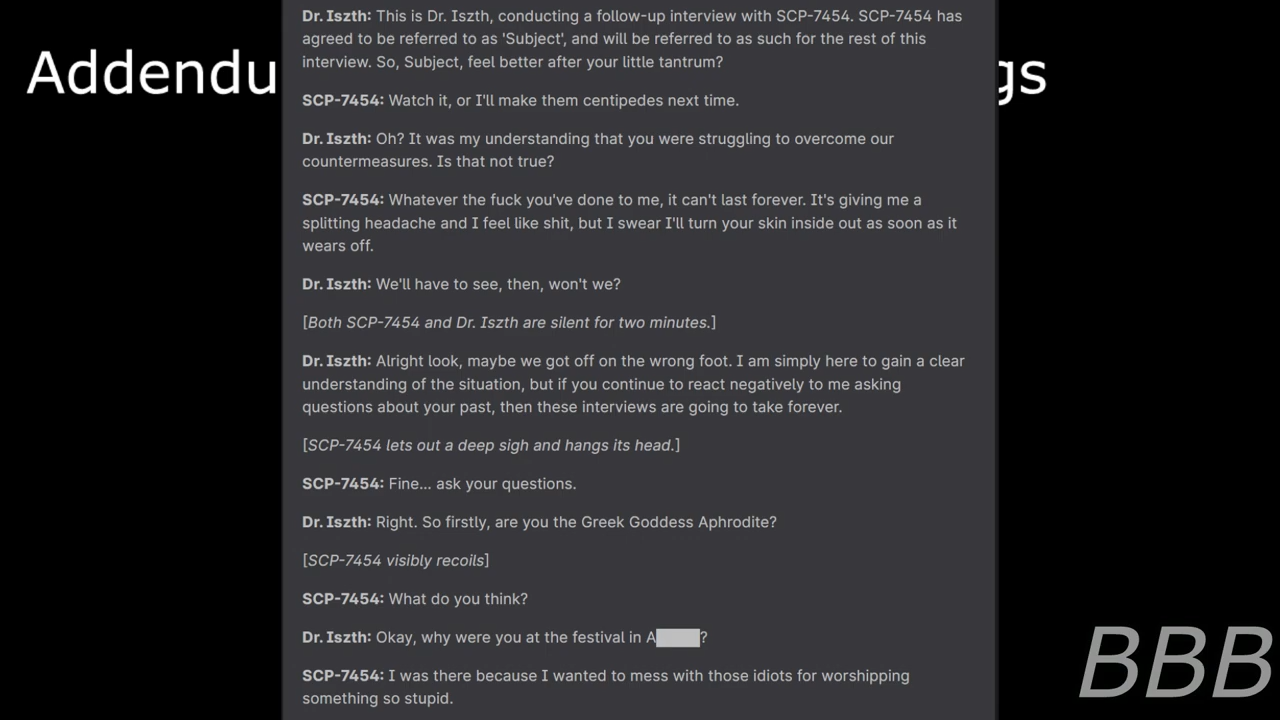 Addendu
gs
Dr. Iszth: This is Dr. Iszth, conducting a follow-up interview with SCP-7454. SCP-7454 has
agreed to be referred to as 'Subject', and will be referred to as such for the rest of this
interview. So, Subject, feel better after your little tantrum?
SCP-7454: Watch it, or I'll make them centipedes next time.
Dr. Iszth: Oh? It was my understanding that you were struggling to overcome our
countermeasures. Is that not true?
SCP-7454: Whatever the fuck you've done to me, it can't last forever. It's giving me a
splitting headache and I feel like shit, but I swear I'll turn your skin inside out as soon as it
wears off.
Dr. Iszth: We'll have to see, then, won't we?
[Both SCP-7454 and Dr. Iszth are silent for two minutes.]
Dr. Iszth: Alright look, maybe we got off on the wrong foot. I am simply here to gain a clear
understanding of the situation, but if you continue to react negatively to me asking
questions about your past, then these interviews are going to take forever.
[SCP-7454 lets out a deep sigh and hangs its head.]
SCP-7454: Fine... ask your questions.
Dr. Iszth: Right. So firstly, are you the Greek Goddess Aphrodite?
[SCP-7454 visibly recoils]
SCP-7454: What do you think?
Dr. Iszth: Okay, why were you at the festival in A████?
SCP-7454: I was there because I wanted to mess with those idiots for worshipping
something so stupid.
BBB